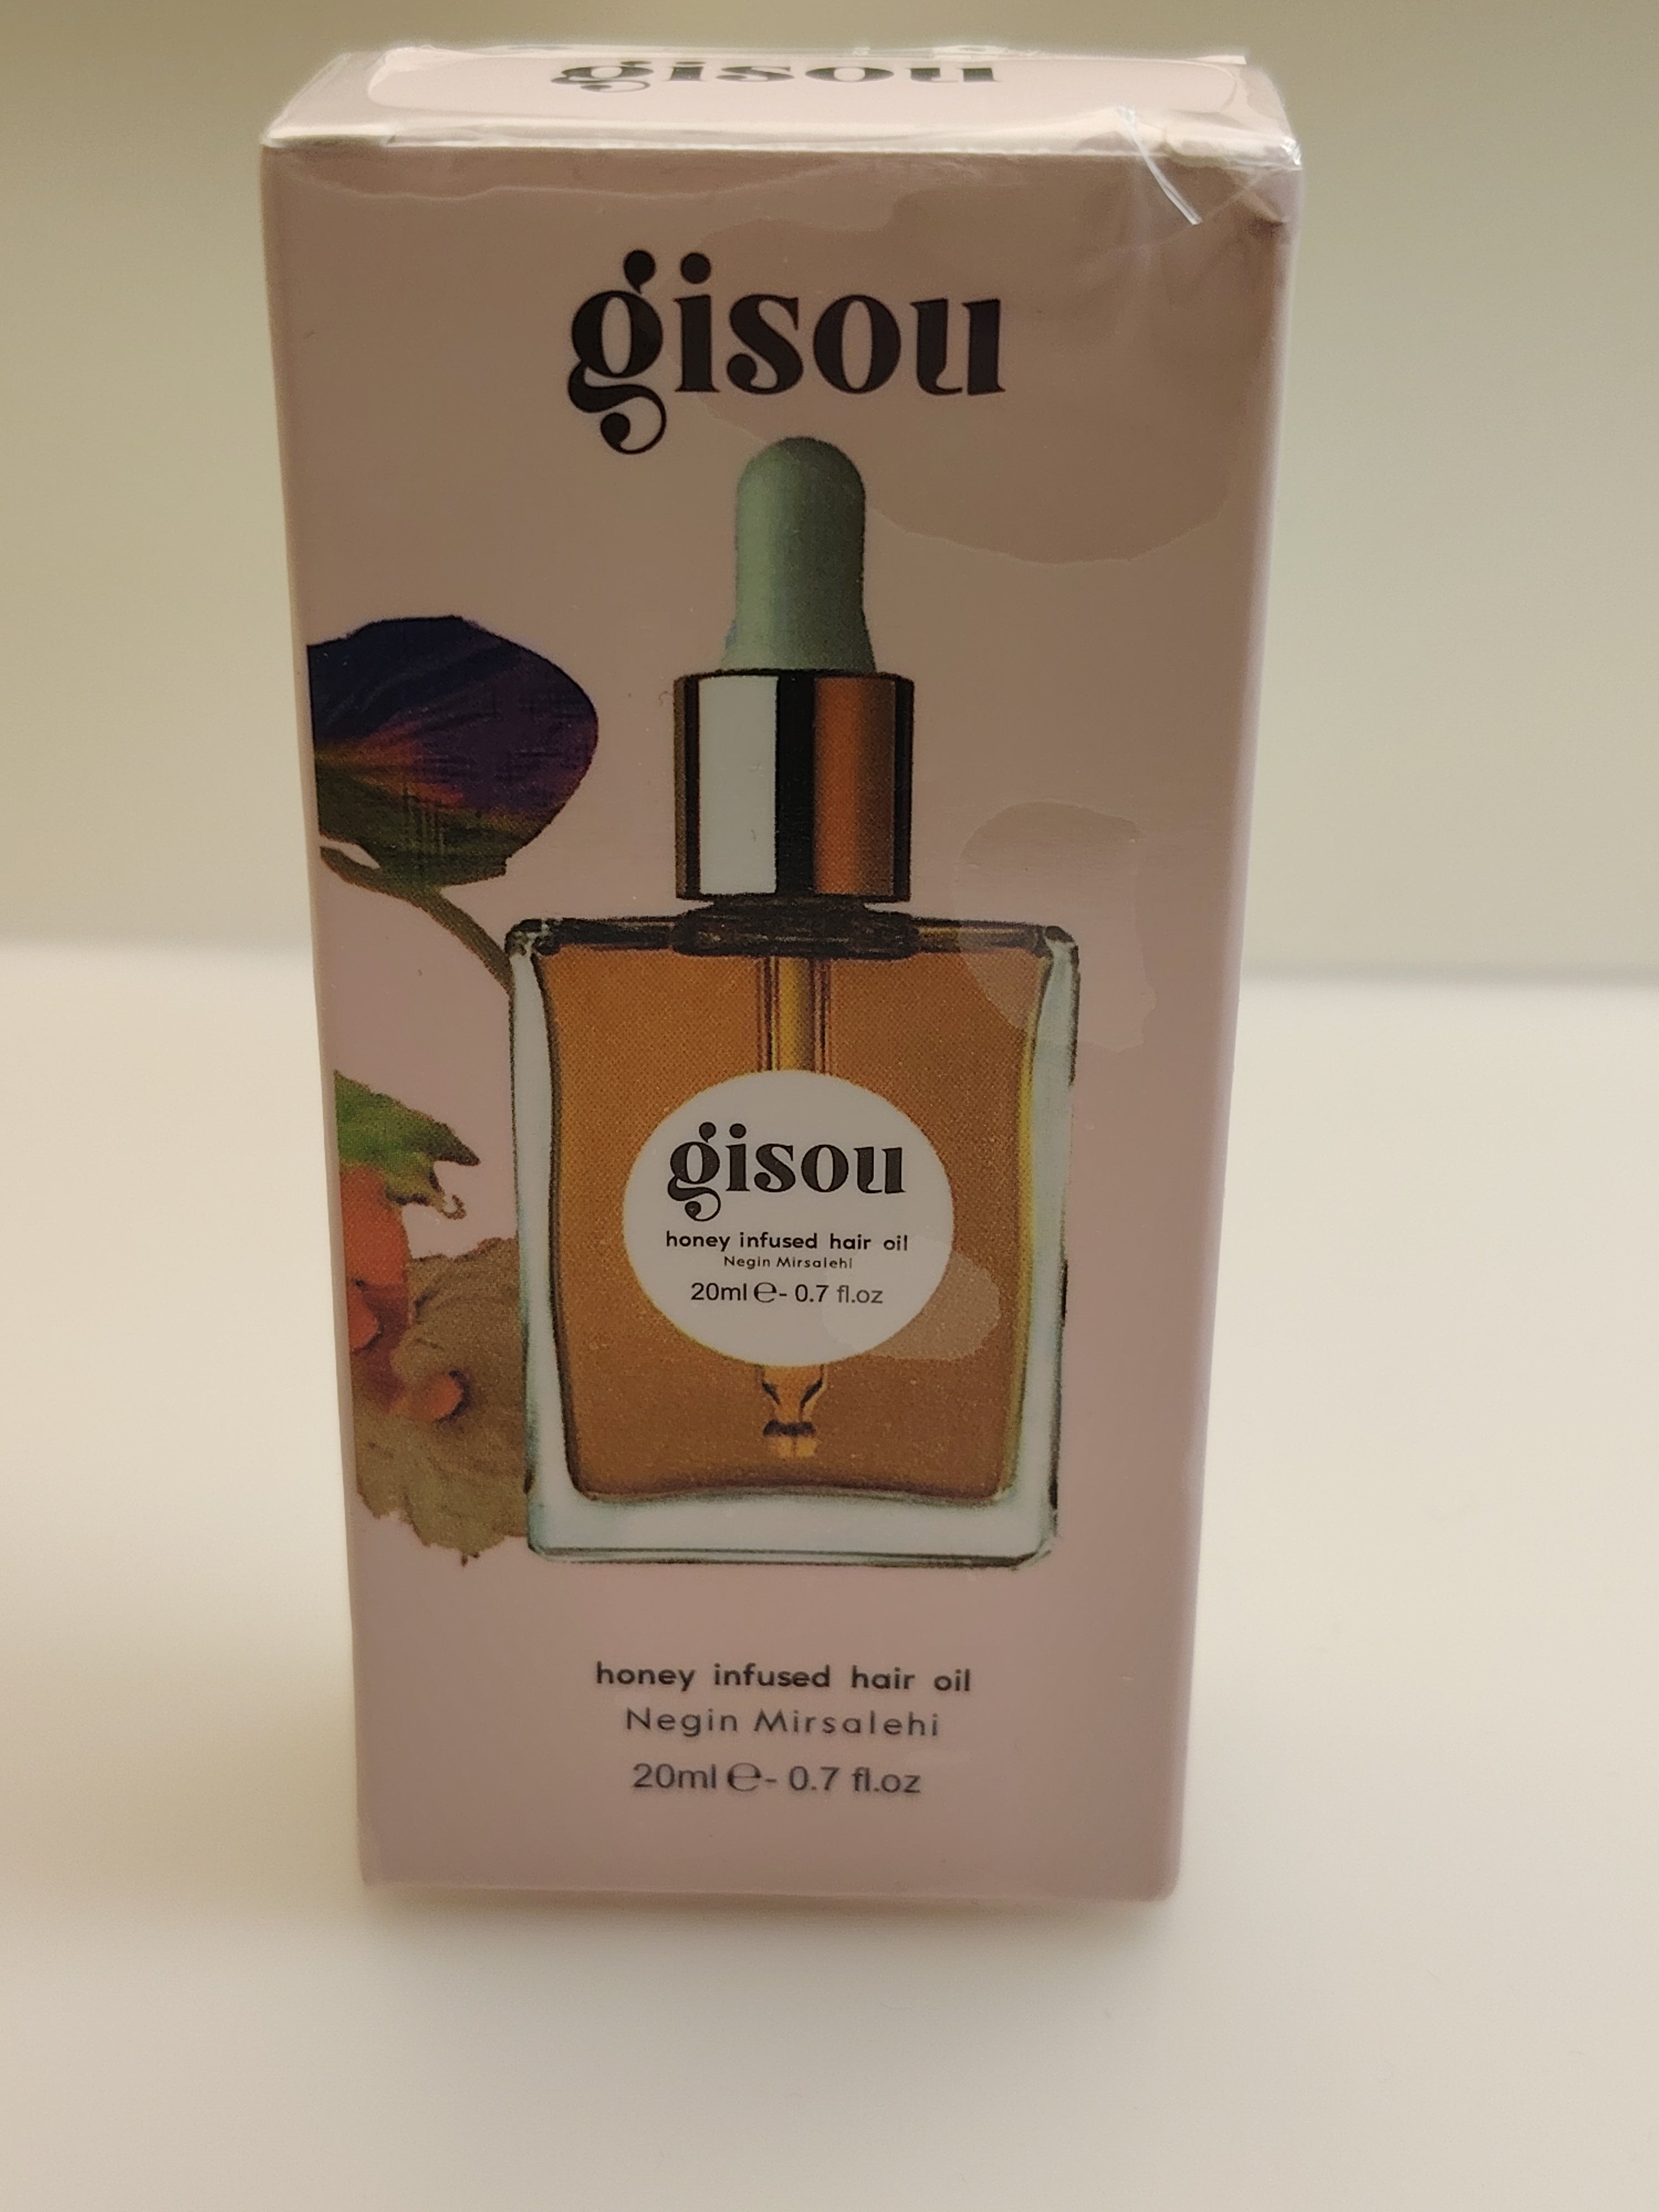 gisou
gisou
gisou
honey infused hair oil
Negin Mirsalehi
20ml ℮- 0.7 fl.oz
honey infused hair oil
Negin Mirsalehi
20ml ℮- 0.7 fl.oz